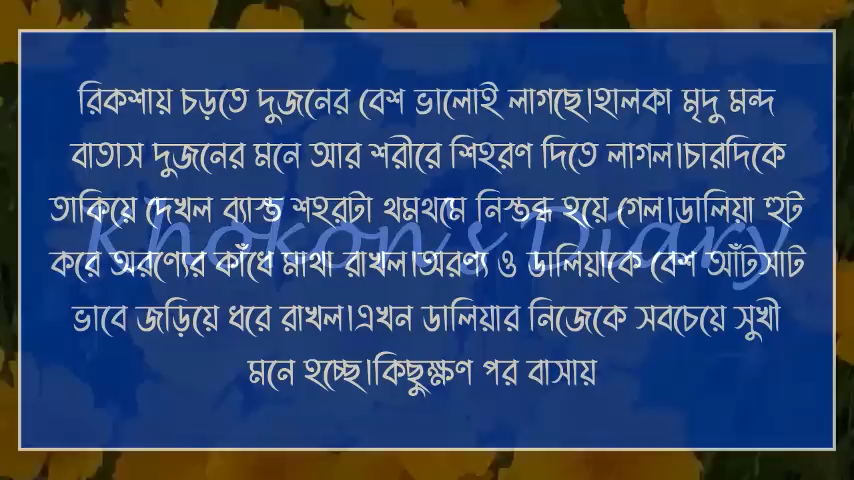 রিকশায় চড়তে দুজনের বেশ ভালোই লাগছে।হালকা মৃদু মন্দ
বাতাস দুজনের মনে আর শরীরে শিহরণ দিতে লাগল।চারদিকে
তাকিয়ে দেখল ব্যাস্ত শহরটা থমথমে নিস্তব্ধ হয়ে গেল।ডালিয়া হুট
Khokon's Diary
করে অরণ্যের কাঁধে মাথা রাখল।অরণ্য ও ডালিয়াকে বেশ আঁটসাট
ভাবে জড়িয়ে ধরে রাখল।এখন ডালিয়ার নিজেকে সবচেয়ে সুখী
মনে হচ্ছে।কিছুক্ষণ পর বাসায়